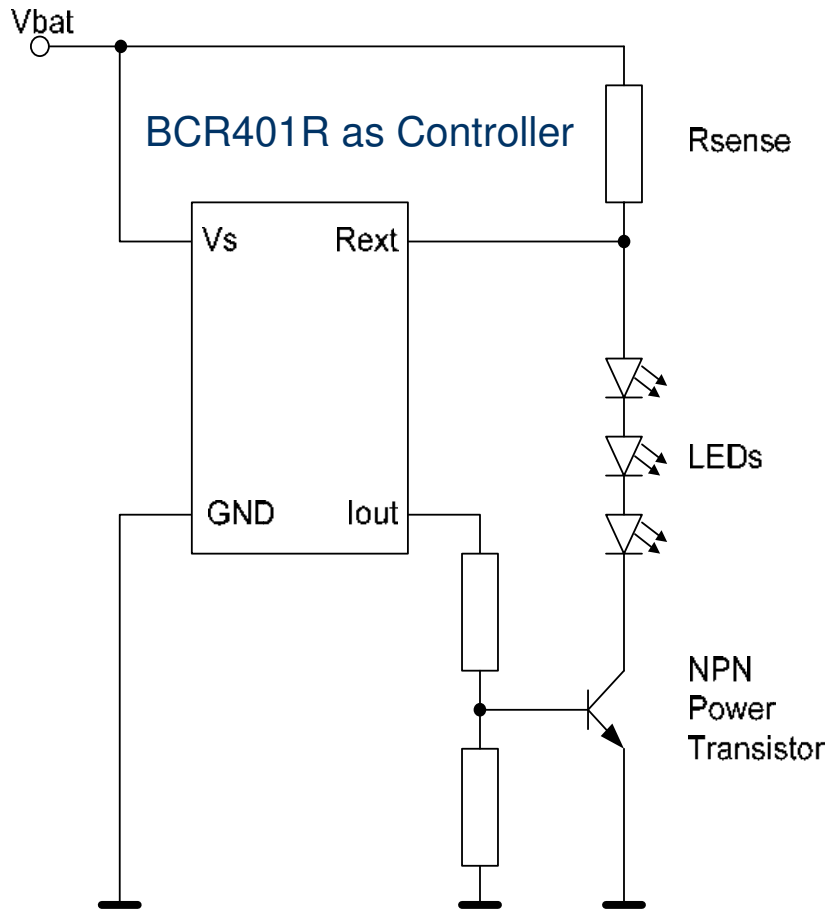 Vbat
BCR401R as Controller
Rsense
Vs
Rext
LEDs
GND
Iout
NPN
Power
Transistor